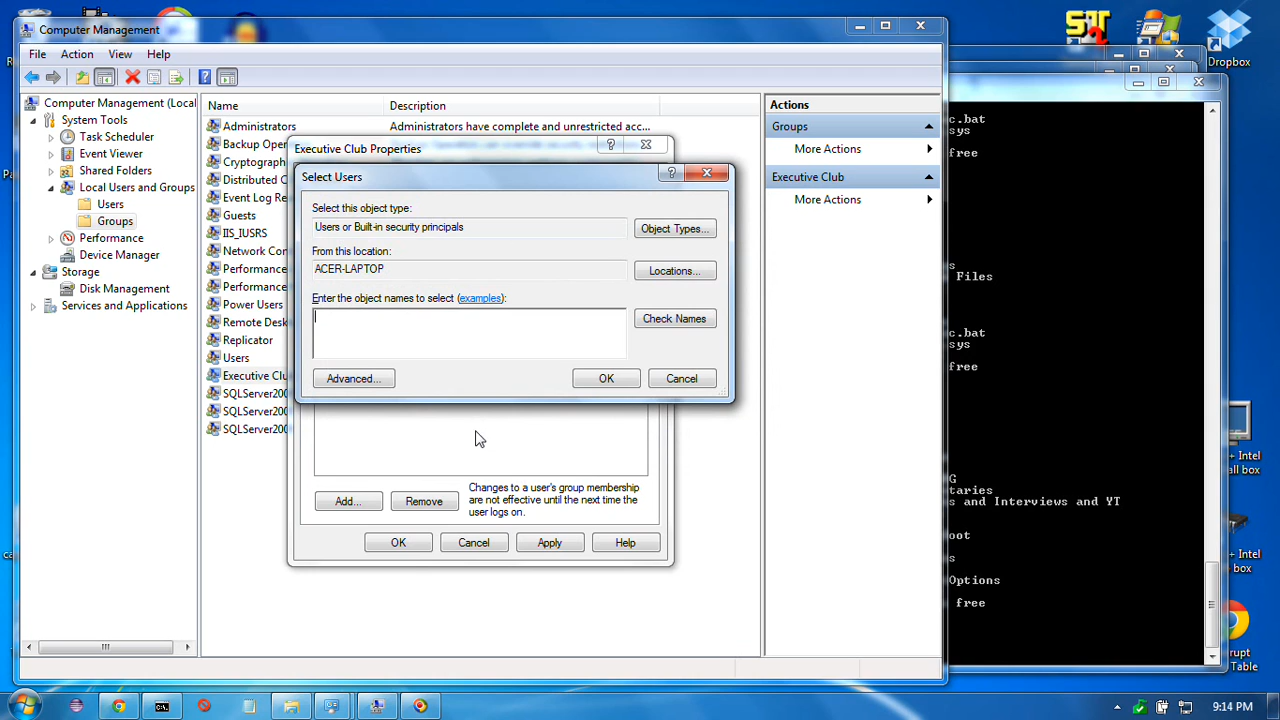 Computer Management
File Action View Help
Computer Management (Local
System Tools
Task Scheduler
Event Viewer
Shared Folders
Local Users and Groups
Users
Groups
Performance
Device Manager
Storage
Disk Management
Services and Applications
Name Description
Administrators Administrators have complete and unrestricted acc...
Backup Oper
Cryptograph
Distributed C
Event Log Re
Guests
IIS_IUSRS
Network Con
Performance
Performance
Power Users
Remote Desk
Replicator
Users
Executive Clu
SQLServer200
SQLServer200
SQLServer200
Executive Club Properties
Select Users
Select this object type:
Users or Built-in security principals
Object Types...
From this location:
ACER-LAPTOP
Locations...
Enter the object names to select (examples):
Check Names
Advanced...
OK
Cancel
Add...
Remove
Changes to a user's group membership
are not effective until the next time the
user logs on.
OK
Cancel
Apply
Help
Actions
Groups
More Actions
Executive Club
More Actions
c.bat
sys
free
s
Files
c.bat
sys
free
G
taries
s and Interviews and YT
oot
s
Options
free
Dropbox
+ Intel
all box
+ Intel
box
rupt
Table
9:14 PM